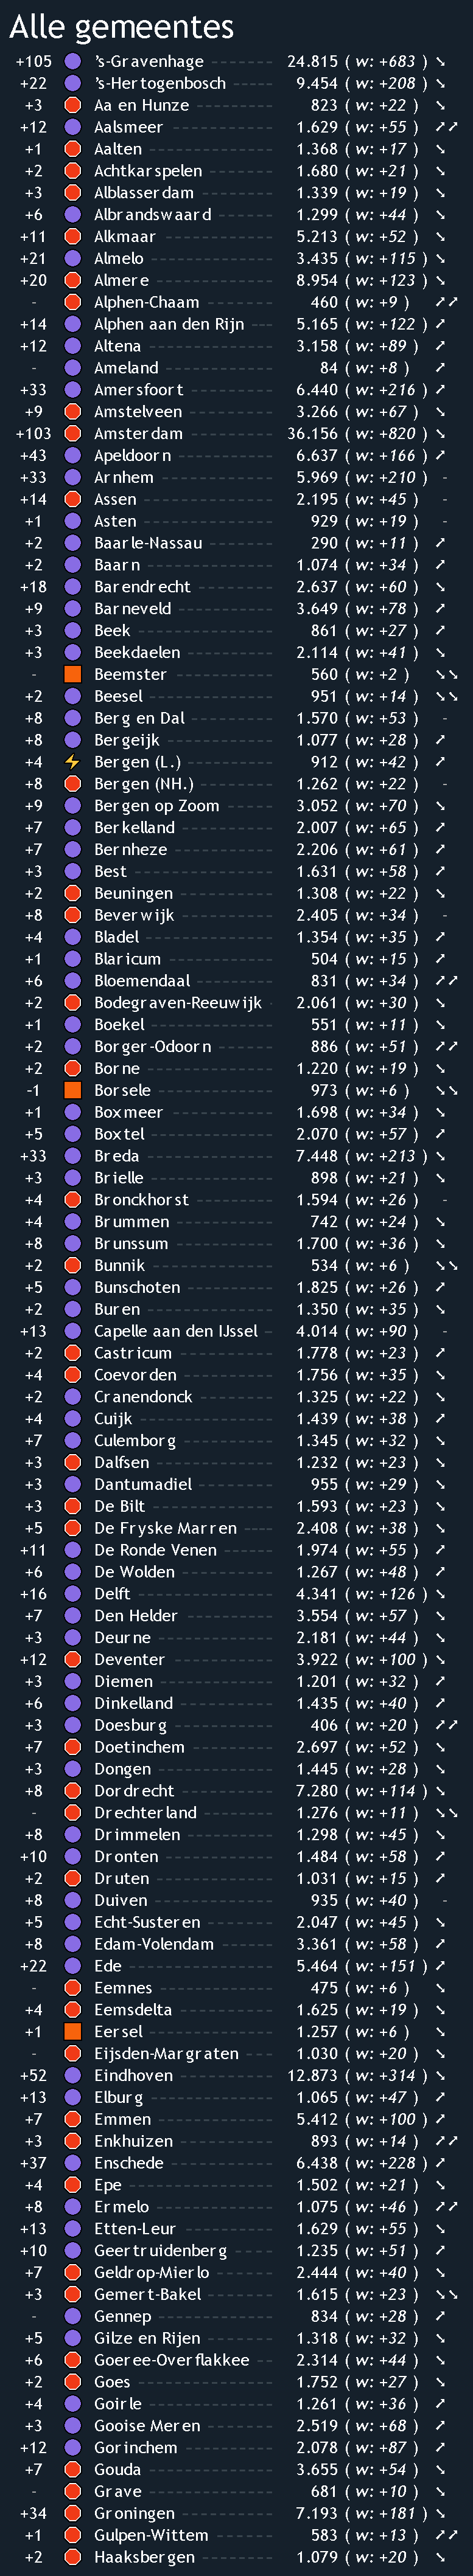 Alle gemeentes
+105 's-Gravenhage 24.815 ( w: +683 ) ↘
+22 's-Hertogenbosch 9.454 ( w: +208 ) ↘
+3 Aa en Hunze 823 ( w: +22 ) ↘
+12 Aalsmeer 1.629 ( w: +55 ) ↗↗
+1 Aalten 1.368 ( w: +17 ) ↘
+2 Achtkarspelen 1.680 ( w: +21 ) ↘
+3 Alblasserdam 1.339 ( w: +19 ) ↘
+6 Albrandswaard 1.299 ( w: +44 ) ↘
+11 Alkmaar 5.213 ( w: +52 ) ↘
+21 Almelo 3.435 ( w: +115 ) ↘
+20 Almere 8.954 ( w: +123 ) ↘
- Alphen-Chaam 460 ( w: +9 ) ↗↗
+14 Alphen aan den Rijn 5.165 ( w: +122 ) ↗
+12 Altena 3.158 ( w: +89 ) ↗
- Ameland 84 ( w: +8 ) ↗
+33 Amersfoort 6.440 ( w: +216 ) ↗
+9 Amstelveen 3.266 ( w: +67 ) ↘
+103 Amsterdam 36.156 ( w: +820 ) ↘
+43 Apeldoorn 6.637 ( w: +166 ) ↗
+33 Arnhem 5.969 ( w: +210 ) -
+14 Assen 2.195 ( w: +45 ) -
+1 Asten 929 ( w: +19 ) -
+2 Baarle-Nassau 290 ( w: +11 ) ↗
+2 Baarn 1.074 ( w: +34 ) ↗
+18 Barendrecht 2.637 ( w: +60 ) ↘
+9 Barneveld 3.649 ( w: +78 ) ↗
+3 Beek 861 ( w: +27 ) ↗
+3 Beekdaelen 2.114 ( w: +41 ) ↘
- Beemster 560 ( w: +2 ) ↘↘
+2 Beesel 951 ( w: +14 ) ↘↘
+8 Berg en Dal 1.570 ( w: +53 ) -
+8 Bergeijk 1.077 ( w: +28 ) ↗
+4 Bergen (L.) 912 ( w: +42 ) ↗
+8 Bergen (NH.) 1.262 ( w: +22 ) -
+9 Bergen op Zoom 3.052 ( w: +70 ) ↘
+7 Berkelland 2.007 ( w: +65 ) ↗
+7 Bernheze 2.206 ( w: +61 ) ↗
+3 Best 1.631 ( w: +58 ) ↗
+2 Beuningen 1.308 ( w: +22 ) ↘
+8 Beverwijk 2.405 ( w: +34 ) -
+4 Bladel 1.354 ( w: +35 ) ↗
+1 Blaricum 504 ( w: +15 ) ↗
+6 Bloemendaal 831 ( w: +34 ) ↗↗
+2 Bodegraven-Reeuwijk 2.061 ( w: +30 ) ↘
+1 Boekel 551 ( w: +11 ) ↘
+2 Borger-Odoorn 886 ( w: +51 ) ↗↗
+2 Borne 1.220 ( w: +19 ) ↘
-1 Borsele 973 ( w: +6 ) ↘↘
+1 Boxmeer 1.698 ( w: +34 ) ↘
+5 Boxtel 2.070 ( w: +57 ) ↗
+33 Breda 7.448 ( w: +213 ) ↘
+3 Brielle 898 ( w: +21 ) ↘
+4 Bronckhorst 1.594 ( w: +26 ) -
+4 Brummen 742 ( w: +24 ) ↘
+8 Brunssum 1.700 ( w: +36 ) ↘
+2 Bunnik 534 ( w: +6 ) ↘↘
+5 Bunschoten 1.825 ( w: +26 ) ↗
+2 Buren 1.350 ( w: +35 ) ↘
+13 Capelle aan den IJssel 4.014 ( w: +90 ) -
+2 Castricum 1.778 ( w: +23 ) ↗
+4 Coevorden 1.756 ( w: +35 ) ↘
+2 Cranendonck 1.325 ( w: +22 ) ↘
+4 Cuijk 1.439 ( w: +38 ) ↗
+7 Culemborg 1.345 ( w: +32 ) ↘
+3 Dalfsen 1.232 ( w: +23 ) ↘
+3 Dantumadiel 955 ( w: +29 ) ↘
+3 De Bilt 1.593 ( w: +23 ) ↘
+5 De Fryske Marren 2.408 ( w: +38 ) ↘
+11 De Ronde Venen 1.974 ( w: +55 ) ↗
+6 De Wolden 1.267 ( w: +48 ) ↗
+16 Delft 4.341 ( w: +126 ) ↘
+7 Den Helder 3.554 ( w: +57 ) ↘
+3 Deurne 2.181 ( w: +44 ) ↘
+12 Deventer 3.922 ( w: +100 ) ↘
+3 Diemen 1.201 ( w: +32 ) ↗
+6 Dinkelland 1.435 ( w: +40 ) ↗
+3 Doesburg 406 ( w: +20 ) ↗↗
+7 Doetinchem 2.697 ( w: +52 ) ↘
+3 Dongen 1.445 ( w: +28 ) ↘
+8 Dordrecht 7.280 ( w: +114 ) ↘
- Drechterland 1.276 ( w: +11 ) ↘↘
+8 Drimmelen 1.298 ( w: +45 ) ↘
+10 Dronten 1.484 ( w: +58 ) ↗
+2 Druten 1.031 ( w: +15 ) ↗
+8 Duiven 935 ( w: +40 ) -
+5 Echt-Susteren 2.047 ( w: +45 ) ↘
+8 Edam-Volendam 3.361 ( w: +58 ) ↗
+22 Ede 5.464 ( w: +151 ) ↗
- Eemnes 475 ( w: +6 ) ↘
+4 Eemsdelta 1.625 ( w: +19 ) ↘
+1 Eersel 1.257 ( w: +6 ) ↘
- Eijsden-Margraten 1.030 ( w: +20 ) ↘
+52 Eindhoven 12.873 ( w: +314 ) ↘
+13 Elburg 1.065 ( w: +47 ) ↗
+7 Emmen 5.412 ( w: +100 ) ↗
+3 Enkhuizen 893 ( w: +14 ) ↗↗
+37 Enschede 6.438 ( w: +228 ) ↗
+4 Epe 1.502 ( w: +21 ) ↘
+8 Ermelo 1.075 ( w: +46 ) ↗↗
+13 Etten-Leur 1.629 ( w: +55 ) ↘
+10 Geertruidenberg 1.235 ( w: +51 ) ↗
+7 Geldrop-Mierlo 2.444 ( w: +40 ) ↘
+3 Gemert-Bakel 1.615 ( w: +23 ) ↘↘
- Gennep 834 ( w: +28 ) ↗
+5 Gilze en Rijen 1.318 ( w: +32 ) ↘
+6 Goeree-Overflakkee 2.314 ( w: +44 ) ↘
+2 Goes 1.752 ( w: +27 ) ↘
+4 Goirle 1.261 ( w: +36 ) ↗
+3 Gooise Meren 2.519 ( w: +68 ) ↗
+12 Gorinchem 2.078 ( w: +87 ) ↗
+7 Gouda 3.655 ( w: +54 ) ↘
- Grave 681 ( w: +10 ) ↘
+34 Groningen 7.193 ( w: +181 ) ↘
+1 Gulpen-Wittem 583 ( w: +13 ) ↗↗
+2 Haaksbergen 1.079 ( w: +20 ) ↘